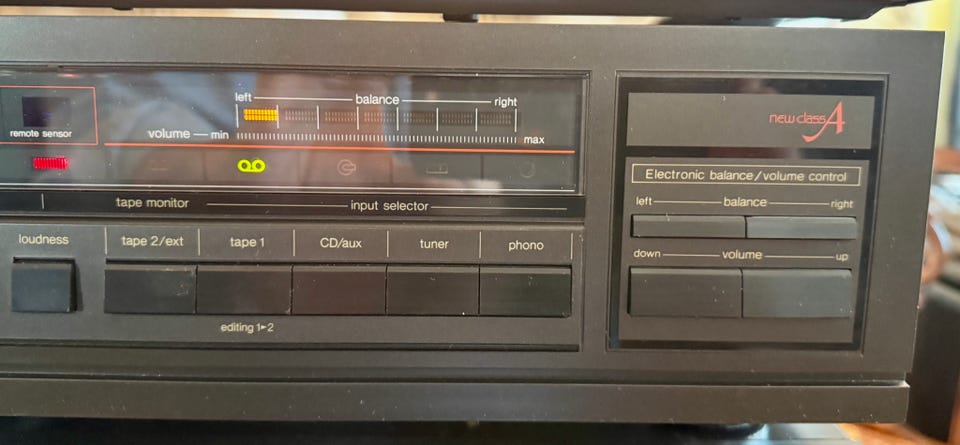 left balance right
volume min max
remote sensor
new class A
Electronic balance/volume control
left balance right
down volume up
tape monitor input selector
loudness tape 2/ext tape 1 CD/aux tuner phono
editing 1▸2